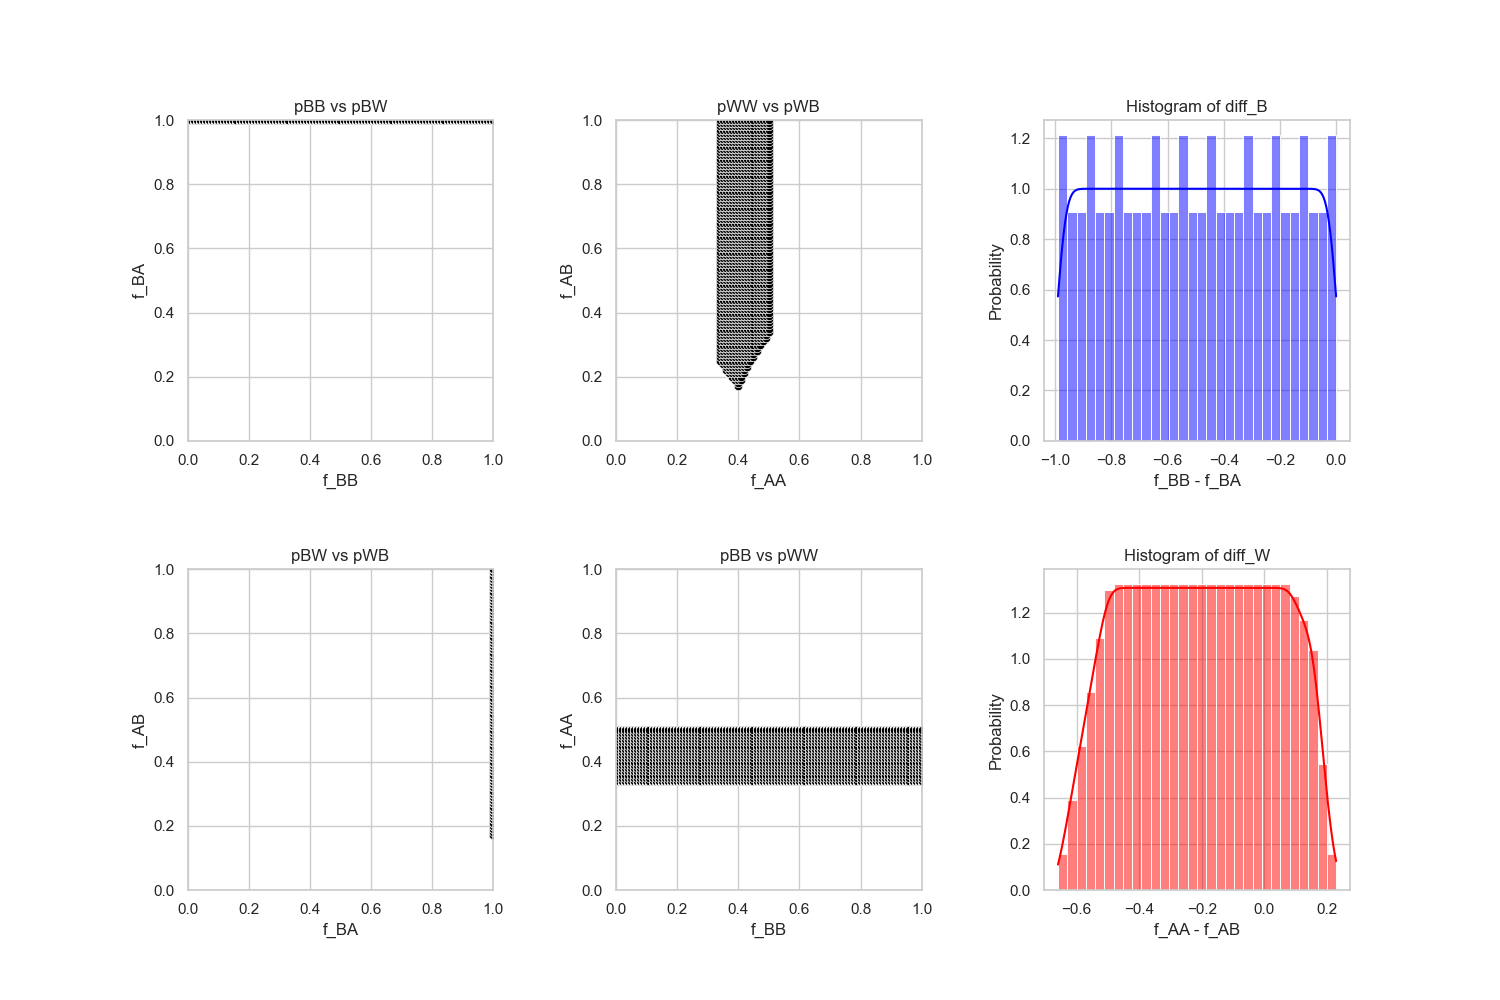 pBB vs pBW
1.0
0.8
0.6
0.4
0.2
0.0
f_BA
0.0 0.2 0.4 0.6 0.8 1.0
f_BB
pWW vs pWB
1.0
0.8
0.6
0.4
0.2
0.0
f_AB
0.0 0.2 0.4 0.6 0.8 1.0
f_AA
Histogram of diff_B
1.2
1.0
0.8
0.6
0.4
0.2
0.0
Probability
−1.0 −0.8 −0.6 −0.4 −0.2 0.0
f_BB - f_BA
pBW vs pWB
1.0
0.8
0.6
0.4
0.2
0.0
f_AB
0.0 0.2 0.4 0.6 0.8 1.0
f_BA
pBB vs pWW
1.0
0.8
0.6
0.4
0.2
0.0
f_AA
0.0 0.2 0.4 0.6 0.8 1.0
f_BB
Histogram of diff_W
1.2
1.0
0.8
0.6
0.4
0.2
0.0
Probability
−0.6 −0.4 −0.2 0.0 0.2
f_AA - f_AB